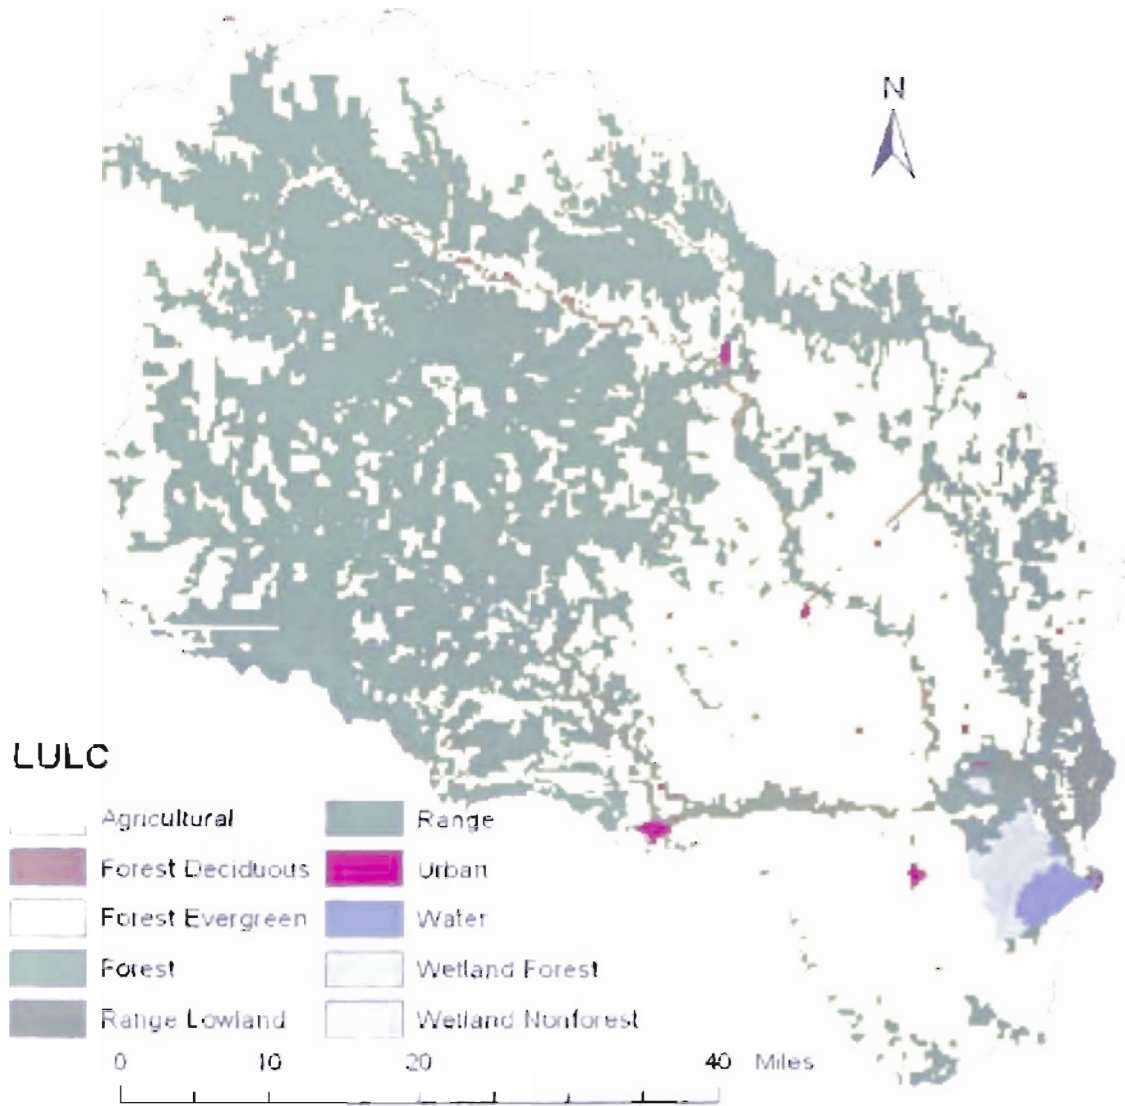 N
LULC
Agricultural
Range
Forest Deciduous
Urban
Forest Evergreen
Water
Forest
Wetland Forest
Range Lowland
Wetland Nonforest
0 10 20 40 Miles